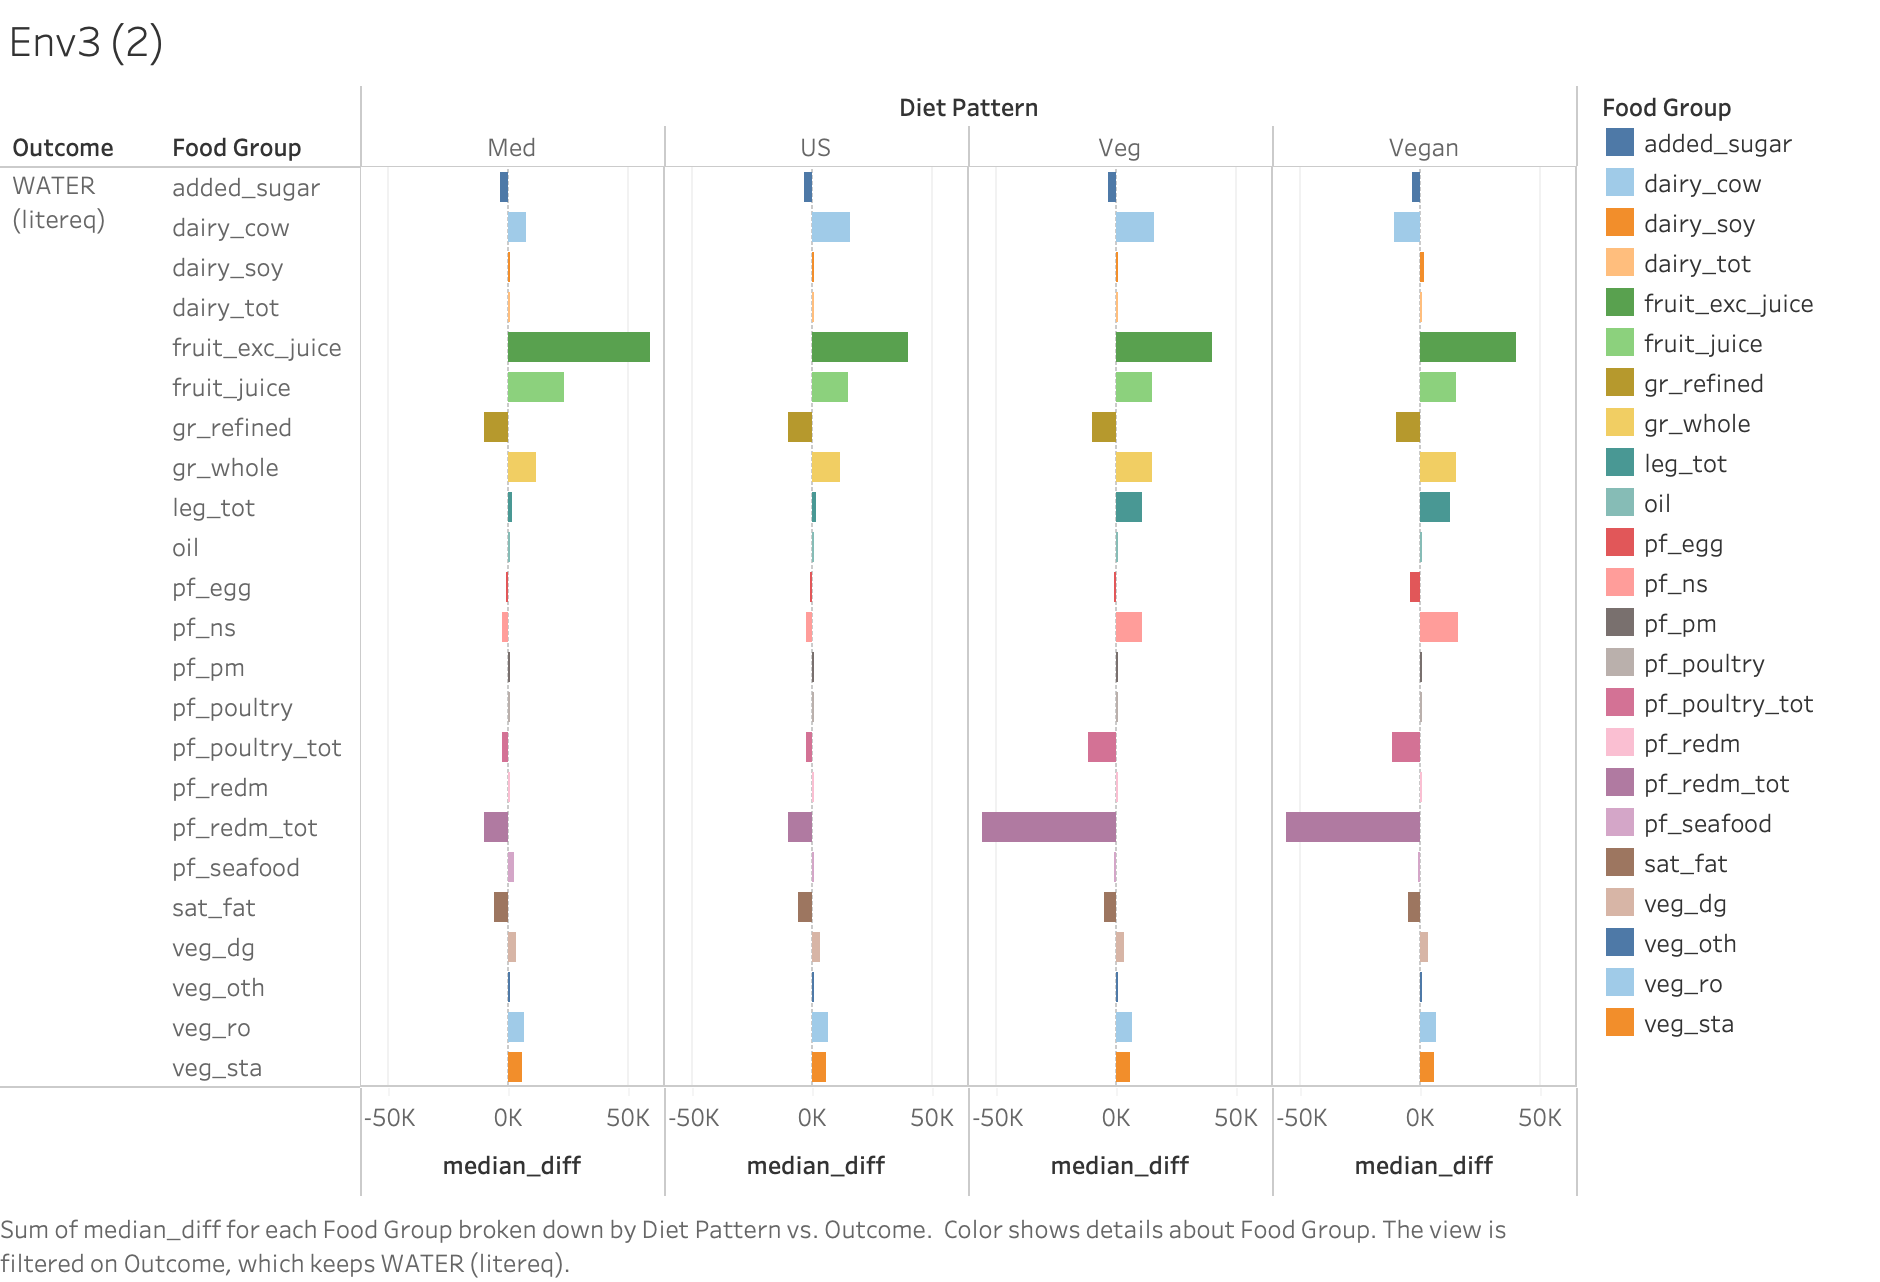 Env3 (2)
Diet Pattern
Outcome Food Group Med US Veg Vegan
WATER
(litereq)
added_sugar
dairy_cow
dairy_soy
dairy_tot
fruit_exc_juice
fruit_juice
gr_refined
gr_whole
leg_tot
oil
pf_egg
pf_ns
pf_pm
pf_poultry
pf_poultry_tot
pf_redm
pf_redm_tot
pf_seafood
sat_fat
veg_dg
veg_oth
veg_ro
veg_sta
-50K 0K 50K -50K 0K 50K -50K 0K 50K -50K 0K 50K
median_diff median_diff median_diff median_diff
Food Group
added_sugar
dairy_cow
dairy_soy
dairy_tot
fruit_exc_juice
fruit_juice
gr_refined
gr_whole
leg_tot
oil
pf_egg
pf_ns
pf_pm
pf_poultry
pf_poultry_tot
pf_redm
pf_redm_tot
pf_seafood
sat_fat
veg_dg
veg_oth
veg_ro
veg_sta
Sum of median_diff for each Food Group broken down by Diet Pattern vs. Outcome.  Color shows details about Food Group. The view is
filtered on Outcome, which keeps WATER (litereq).